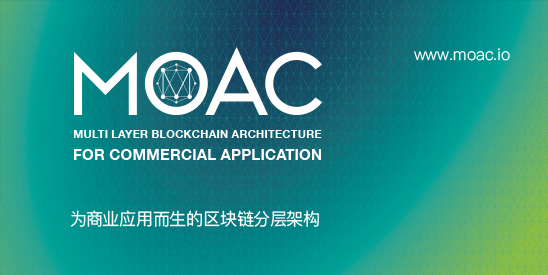 www.moac.io
MOAC
MULTI LAYER BLOCKCHAIN ARCHITECTURE
FOR COMMERCIAL APPLICATION
为商业应用而生的区块链分层架构